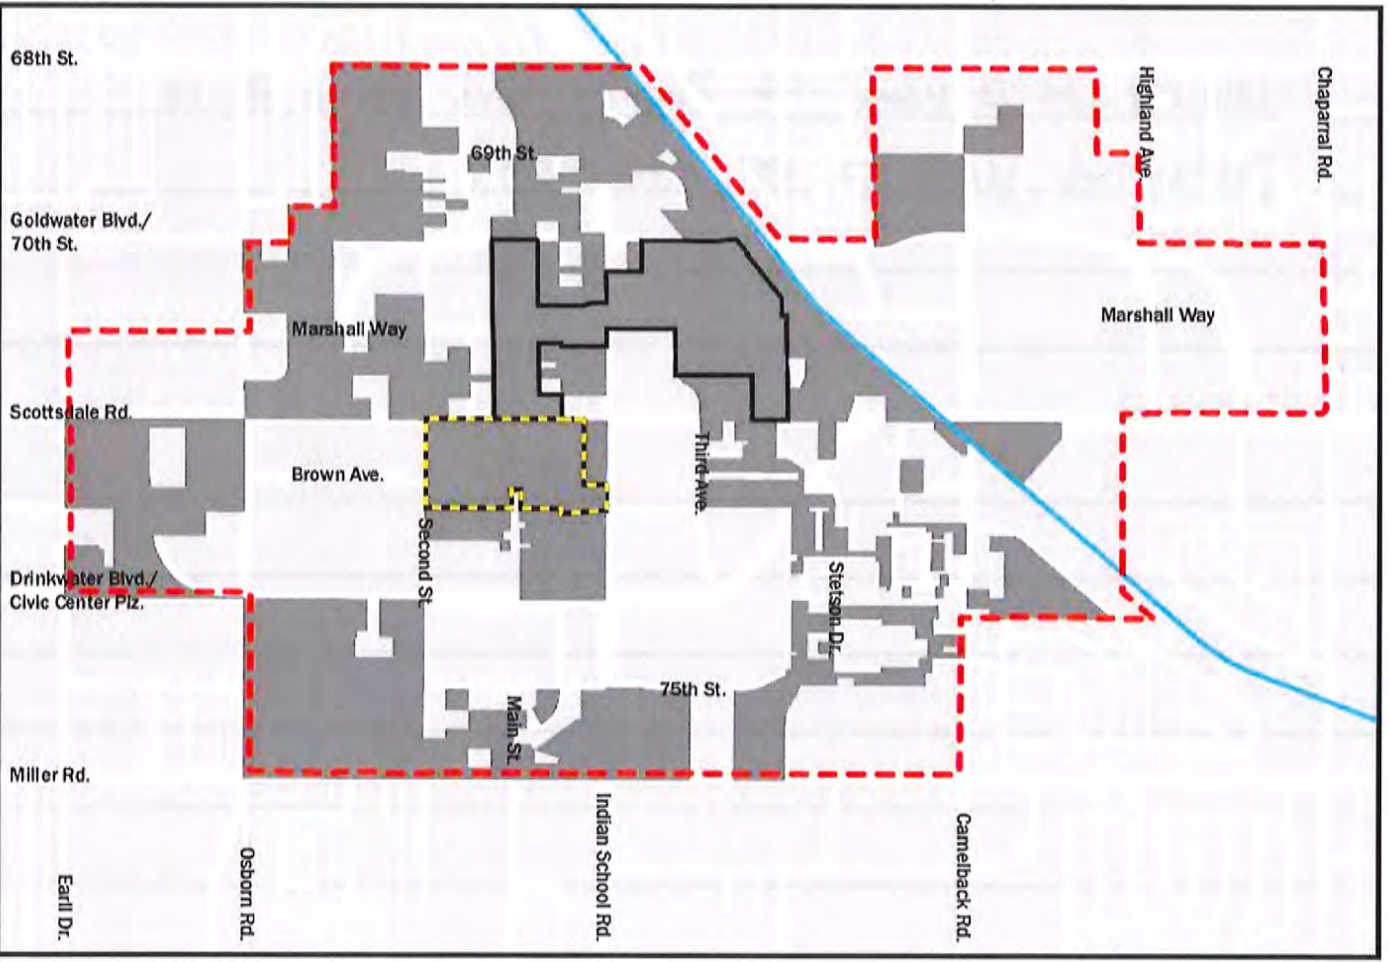 68th St.
Highland Ave.
Chaparral Rd.
69th St.
Goldwater Blvd./
70th St.
Marshall Way
Marshall Way
Scottsdale Rd.
Third Ave.
Brown Ave.
Second St.
Stetson Dr.
Drinkwater Blvd./
Civic Center Plz.
75th St.
Main St.
Miller Rd.
Indian School Rd.
Camelback Rd.
Osborn Rd.
Earll Dr.